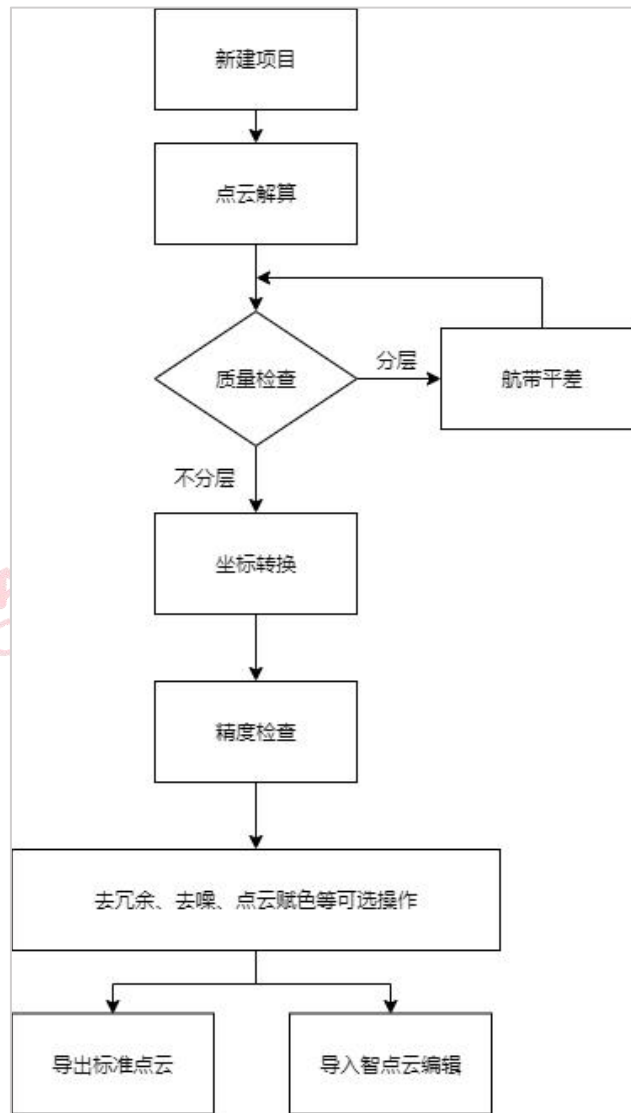 新建项目
点云解算
质量检查
分层
航带平差
不分层
坐标转换
精度检查
去冗余、去噪、点云赋色等可选操作
导出标准点云
导入智点云编辑